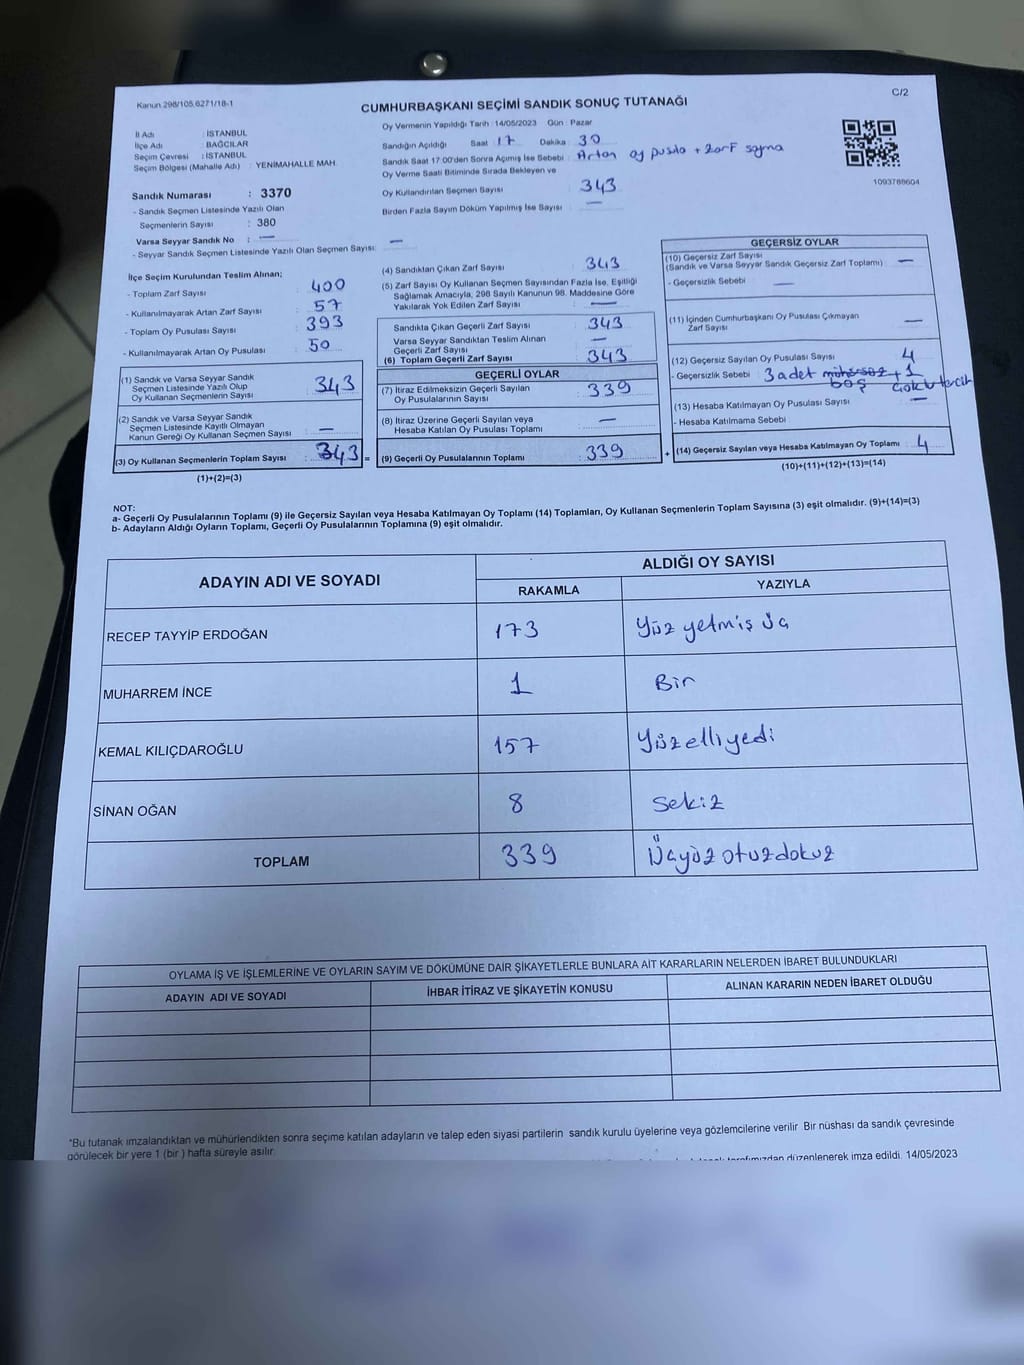 Kanun 298/105,6271/18-1
C/2
CUMHURBAŞKANI SEÇİMİ SANDIK SONUÇ TUTANAĞI
İl Adı : İSTANBUL
İlçe Adı : BAĞCILAR
Seçim Çevresi : İSTANBUL
Seçim Bölgesi (Mahalle Adı) : YENİMAHALLE MAH.
Sandık Numarası : 3370
- Sandık Seçmen Listesinde Yazılı Olan
Seçmenlerin Sayısı : 380
Varsa Seyyar Sandık No : —
- Seyyar Sandık Seçmen Listesinde Yazılı Olan Seçmen Sayısı: —
Oy Vermenin Yapıldığı Tarih : 14/05/2023 Gün : Pazar
Sandığın Açıldığı Saat : 17 Dakika : 30
Sandık Saat 17:00'den Sonra Açılmış İse Sebebi : Artan oy pusula + zarf sayma
Oy Verme Saati Bitiminde Sırada Bekleyen ve
Oy Kullandırılan Seçmen Sayısı : 343
Birden Fazla Sayım Döküm Yapılmış İse Sayısı : —
1093788604
İlçe Seçim Kurulundan Teslim Alınan;
- Toplam Zarf Sayısı : 400
- Kullanılmayarak Artan Zarf Sayısı : 57
- Toplam Oy Pusulası Sayısı : 393
- Kullanılmayarak Artan Oy Pusulası : 50
(1) Sandık ve Varsa Seyyar Sandık
Seçmen Listesinde Yazılı Olup
Oy Kullanan Seçmenlerin Sayısı : 343
(2) Sandık ve Varsa Seyyar Sandık
Seçmen Listesinde Kayıtlı Olmayan
Kanun Gereği Oy Kullanan Seçmen Sayısı : —
(3) Oy Kullanan Seçmenlerin Toplam Sayısı : 343 =
(1)+(2)=(3)
(4) Sandıktan Çıkan Zarf Sayısı : 343
(5) Zarf Sayısı Oy Kullanan Seçmen Sayısından Fazla İse, Eşitliği
Sağlamak Amacıyla, 298 Sayılı Kanunun 98. Maddesine Göre
Yakılarak Yok Edilen Zarf Sayısı : —
Sandıkta Çıkan Geçerli Zarf Sayısı : 343
Varsa Seyyar Sandıktan Teslim Alınan
Geçerli Zarf Sayısı : —
(6) Toplam Geçerli Zarf Sayısı : 343
GEÇERLİ OYLAR
(7) İtiraz Edilmeksizin Geçerli Sayılan
Oy Pusulalarının Sayısı : 339
(8) İtiraz Üzerine Geçerli Sayılan veya
Hesaba Katılan Oy Pusulası Toplamı : —
(9) Geçerli Oy Pusulalarının Toplamı : 339 +
GEÇERSİZ OYLAR
(10) Geçersiz Zarf Sayısı
(Sandık ve Varsa Seyyar Sandık Geçersiz Zarf Toplamı) : —
- Geçersizlik Sebebi : —
(11) İçinden Cumhurbaşkanı Oy Pusulası Çıkmayan
Zarf Sayısı : —
(12) Geçersiz Sayılan Oy Pusulası Sayısı : 4
- Geçersizlik Sebebi : 3 adet mühürsüz + 1
boş çoklu tercih
(13) Hesaba Katılmayan Oy Pusulası Sayısı : —
- Hesaba Katılmama Sebebi :
(14) Geçersiz Sayılan veya Hesaba Katılmayan Oy Toplamı : 4
(10)+(11)+(12)+(13)=(14)
NOT:
a- Geçerli Oy Pusulalarının Toplamı (9) ile Geçersiz Sayılan veya Hesaba Katılmayan Oy Toplamı (14) Toplamları, Oy Kullanan Seçmenlerin Toplam Sayısına (3) eşit olmalıdır. (9)+(14)=(3)
b- Adayların Aldığı Oyların Toplamı, Geçerli Oy Pusulalarının Toplamına (9) eşit olmalıdır.
ADAYIN ADI VE SOYADI
ALDIĞI OY SAYISI
RAKAMLA YAZIYLA
RECEP TAYYİP ERDOĞAN 173 Yüz yetmiş üç
MUHARREM İNCE 1 Bir
KEMAL KILIÇDAROĞLU 157 Yüzelliyedi
SİNAN OĞAN 8 Sekiz
TOPLAM 339 Üçyüz otuzdokuz
OYLAMA İŞ VE İŞLEMLERİNE VE OYLARIN SAYIM VE DÖKÜMÜNE DAİR ŞİKAYETLERLE BUNLARA AİT KARARLARIN NELERDEN İBARET BULUNDUKLARI
ADAYIN ADI VE SOYADI İHBAR İTİRAZ VE ŞİKAYETİN KONUSU ALINAN KARARIN NEDEN İBARET OLDUĞU
*Bu tutanak imzalandıktan ve mühürlendikten sonra seçime katılan adayların ve talep eden siyasi partilerin sandık kurulu üyelerine veya gözlemcilerine verilir. Bir nüshası da sandık çevresinde
görülecek bir yere 1 (bir ) hafta süreyle asılır.
tarafımızdan düzenlenerek imza edildi. 14/05/2023